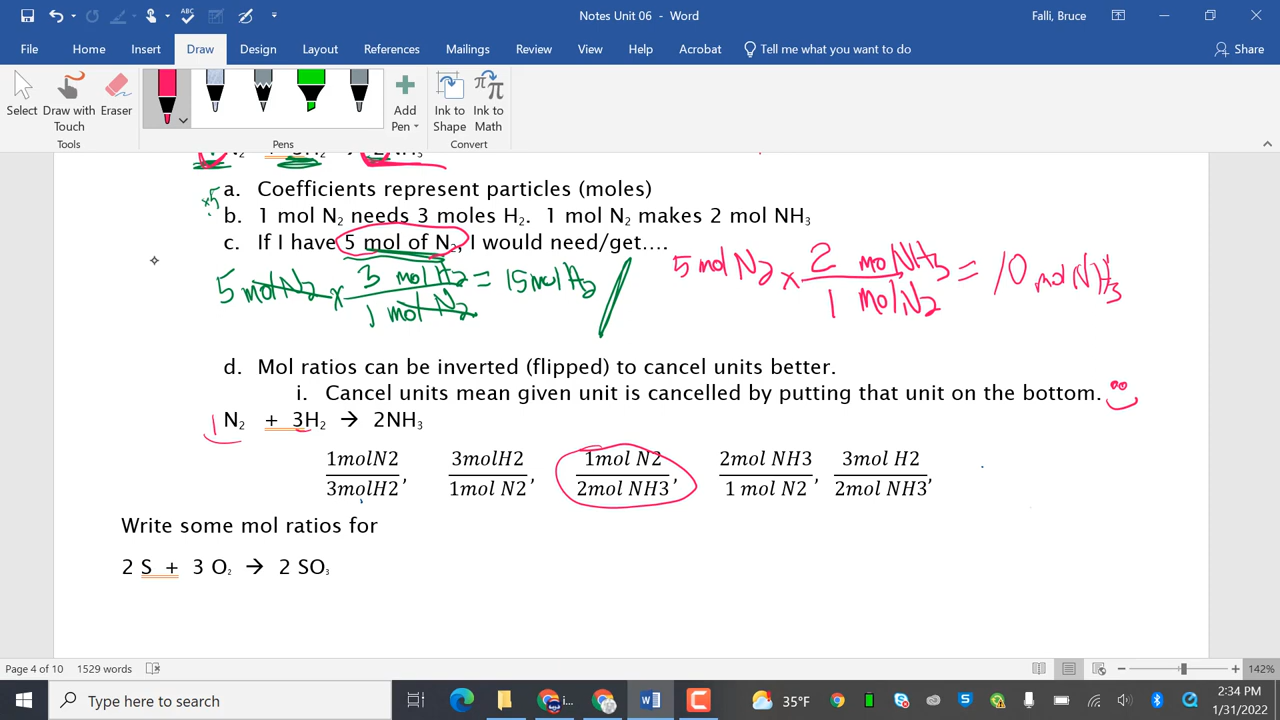 Notes Unit 06 - Word
Falli, Bruce
File Home Insert Draw Design Layout References Mailings Review View Help Acrobat Tell me what you want to do Share
Select Draw with Touch Eraser Add Pen Ink to Shape Ink to Math
Tools Pens Convert
N₂ + 3H₂ → 2NH₃
x5
a. Coefficients represent particles (moles)
b. 1 mol N₂ needs 3 moles H₂. 1 mol N₂ makes 2 mol NH₃
c. If I have 5 mol of N₂, I would need/get….
5 mol N2 x 3 mol H2 / 1 mol N2 = 15 mol H2
5 mol N2 x 2 mol NH3 / 1 mol N2 = 10 mol NH3
d. Mol ratios can be inverted (flipped) to cancel units better.
i. Cancel units mean given unit is cancelled by putting that unit on the bottom.
1 N₂ + 3H₂ → 2NH₃
1molN2 3molH2 1mol N2 2mol NH3 3mol H2
3molH2, 1mol N2, 2mol NH3, 1 mol N2, 2mol NH3,
Write some mol ratios for
2 S + 3 O₂ → 2 SO₃
Page 4 of 10 1529 words 142%
Type here to search i... 35°F 2:34 PM
1/31/2022